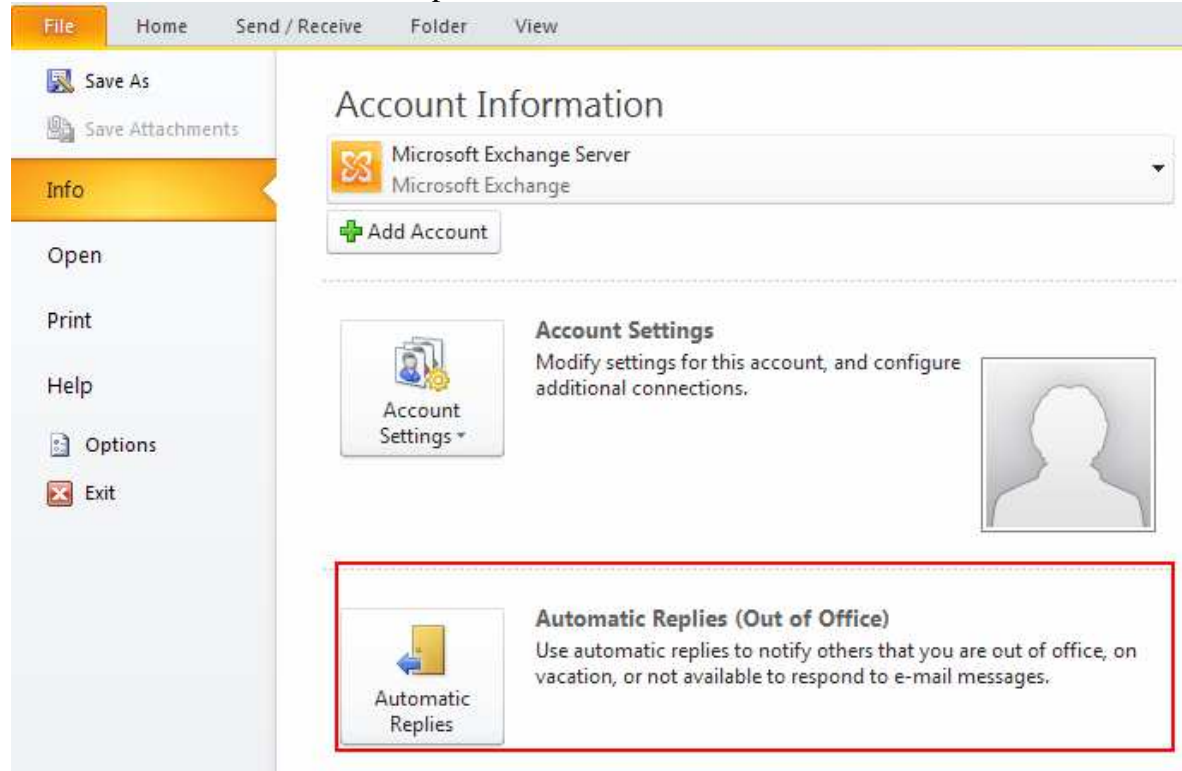 File Home Send / Receive Folder View
Save As
Save Attachments
Info
Open
Print
Help
Options
Exit
Account Information
Microsoft Exchange Server
Microsoft Exchange
Add Account
Account
Settings
Account Settings
Modify settings for this account, and configure
additional connections.
Automatic
Replies
Automatic Replies (Out of Office)
Use automatic replies to notify others that you are out of office, on
vacation, or not available to respond to e-mail messages.